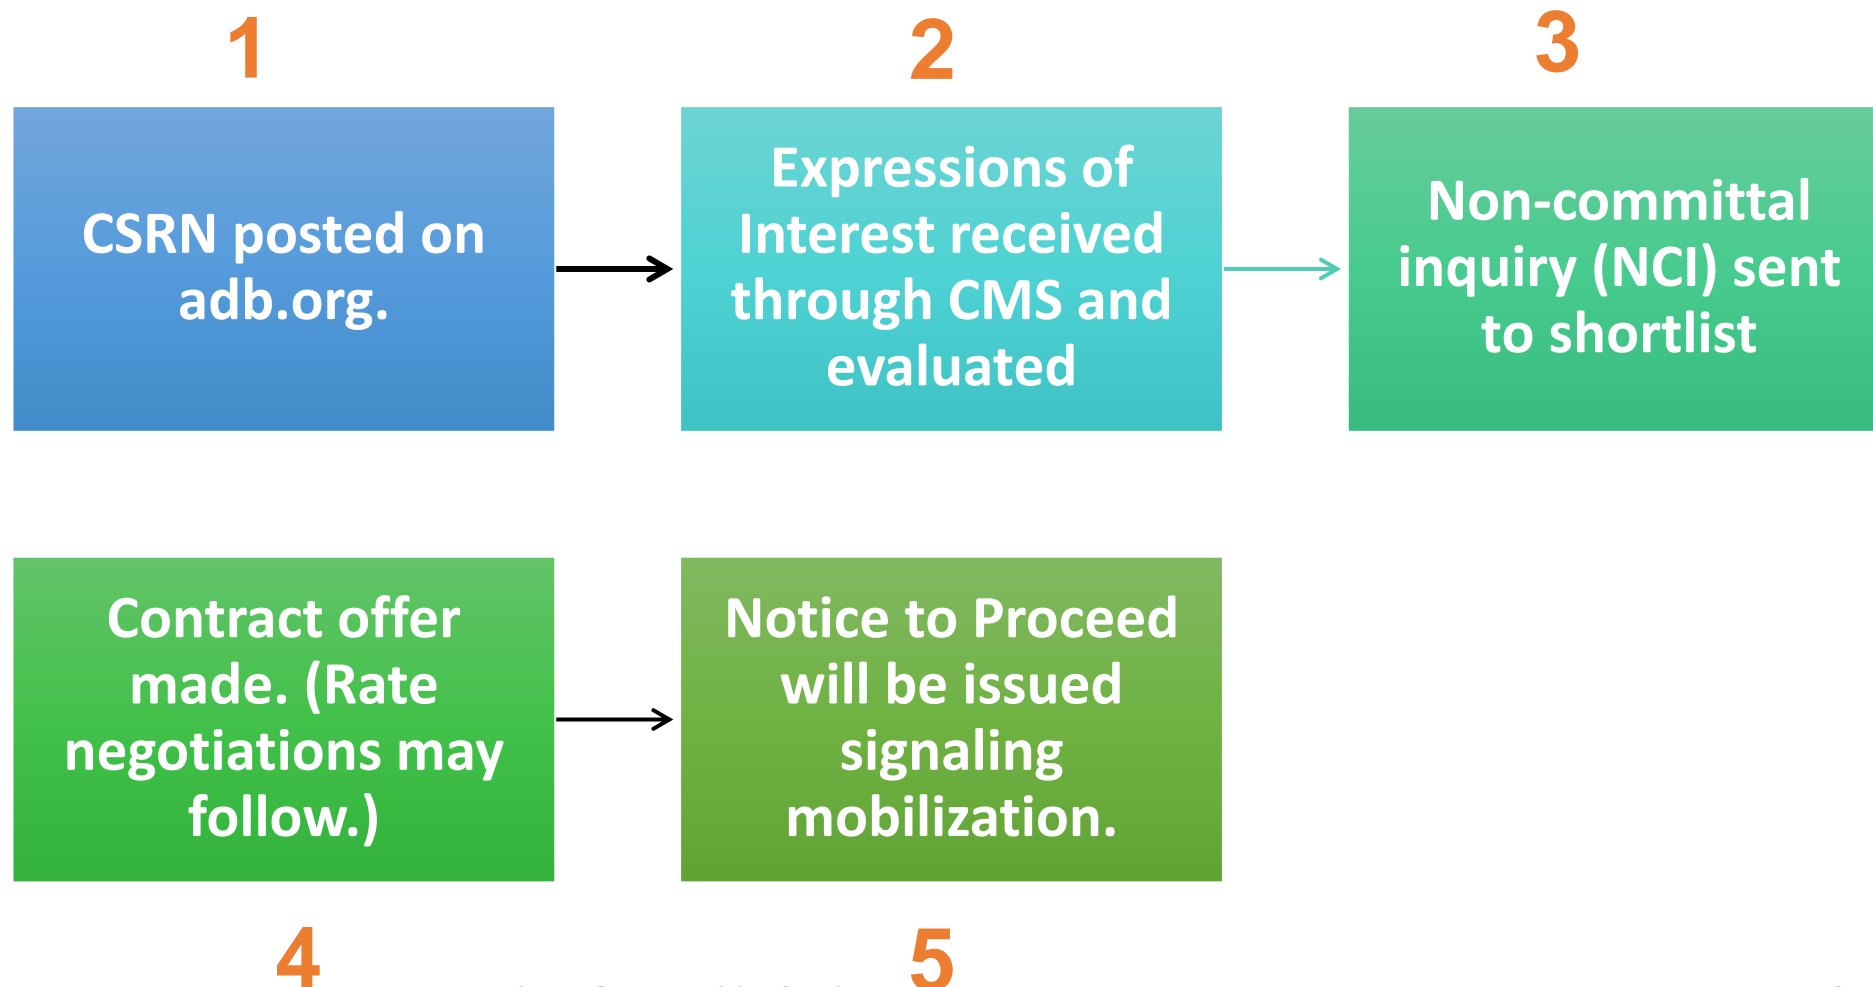 1
2
3
CSRN posted on
adb.org.
Expressions of
Interest received
through CMS and
evaluated
Non-committal
inquiry (NCI) sent
to shortlist
Contract offer
made. (Rate
negotiations may
follow.)
Notice to Proceed
will be issued
signaling
mobilization.
4
5